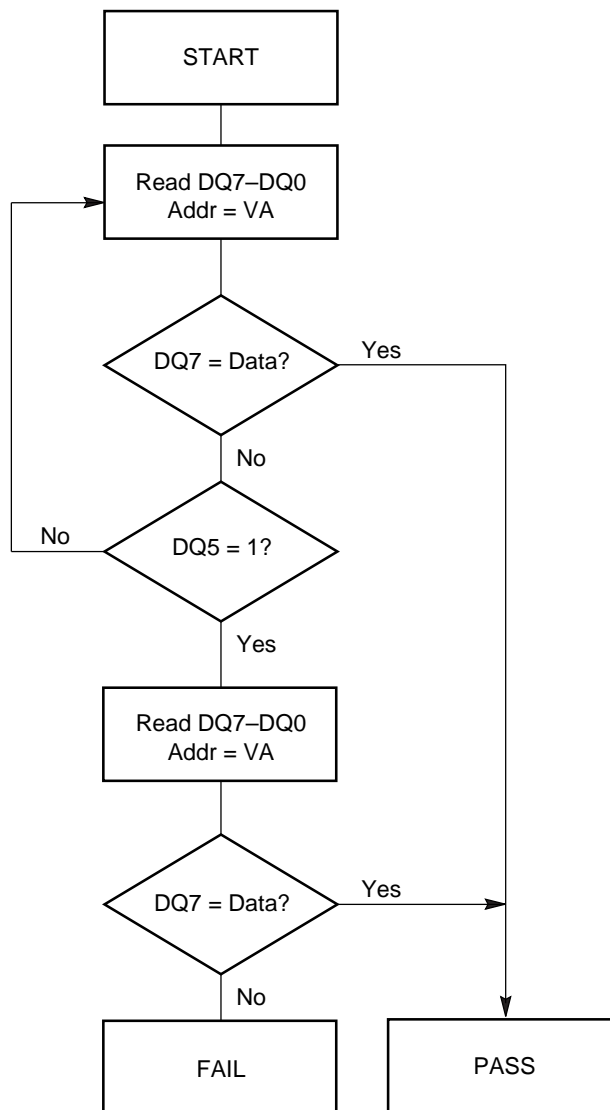 START
Read DQ7–DQ0
Addr = VA
DQ7 = Data?
Yes
No
No
DQ5 = 1?
Yes
Read DQ7–DQ0
Addr = VA
DQ7 = Data?
Yes
No
FAIL
PASS